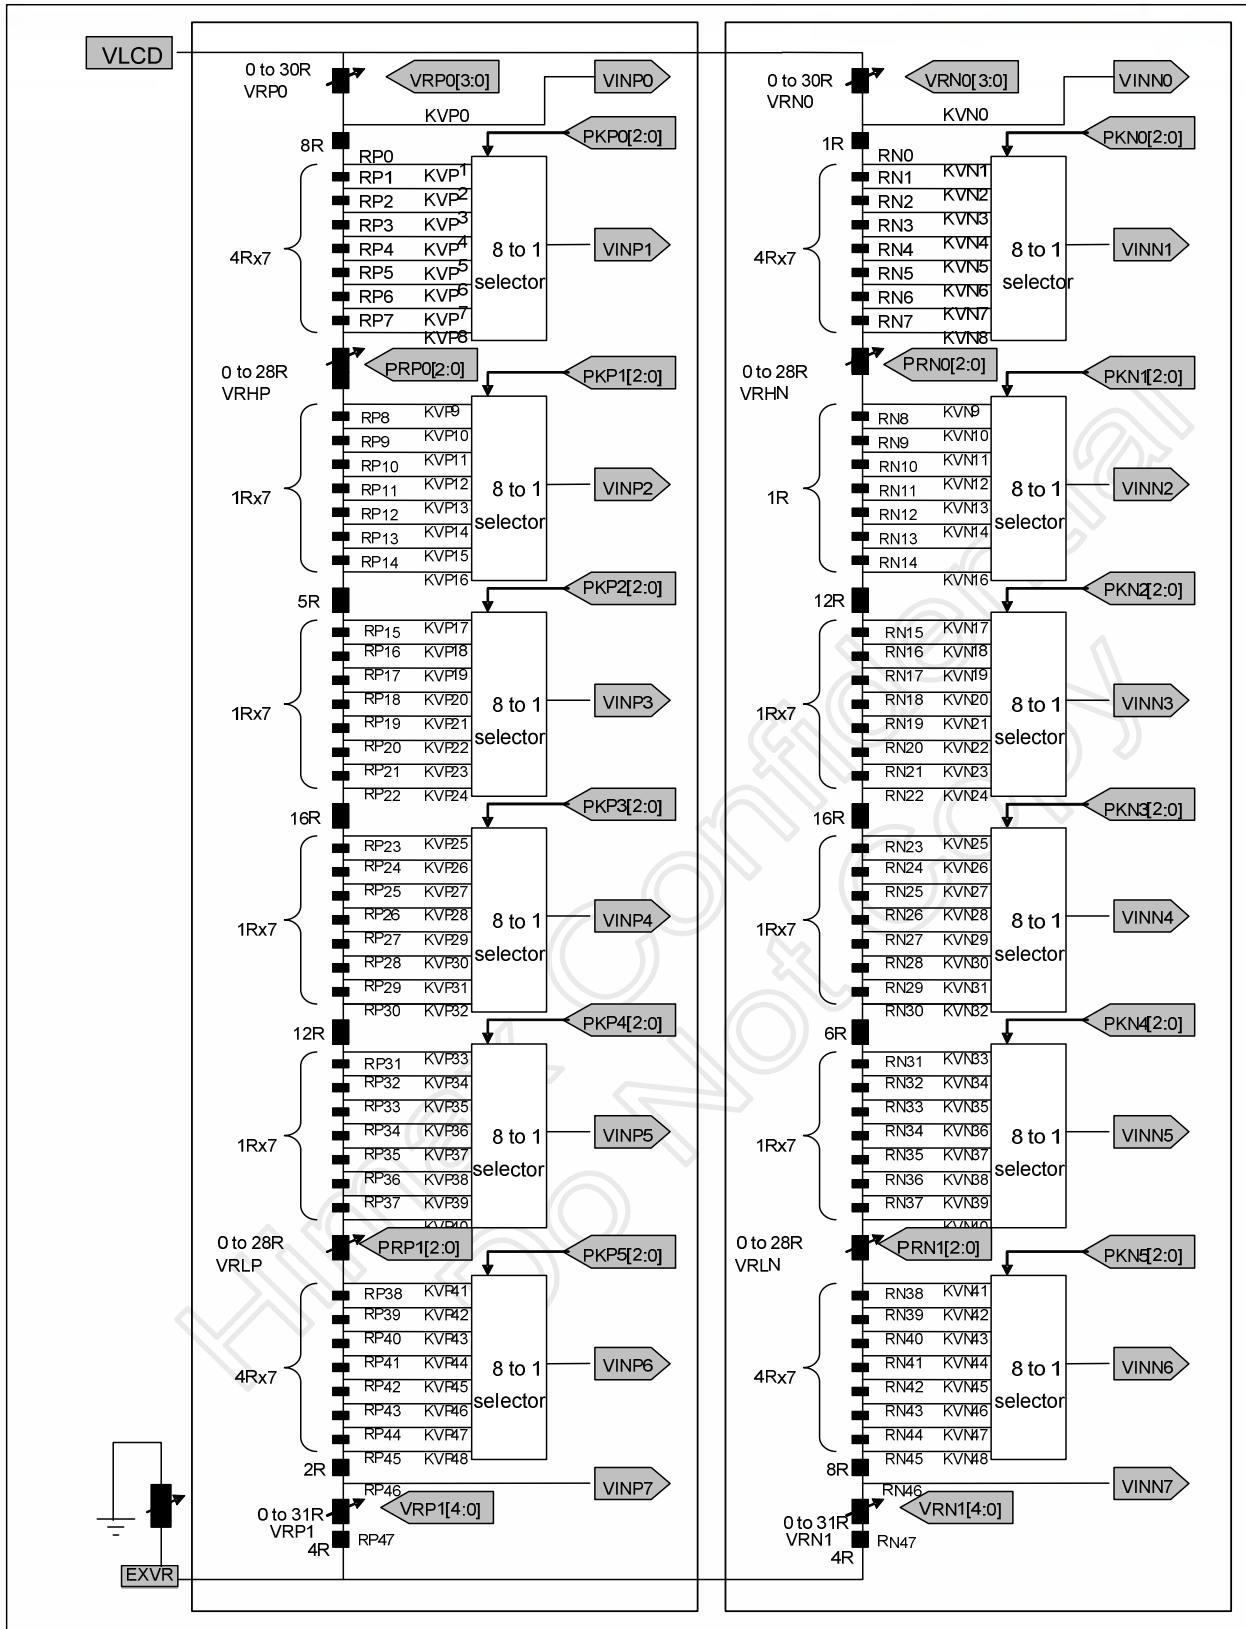 VLCD
0 to 30R
VRP0
VRP0[3:0]
VINP0
KVP0
PKP0[2:0]
8R
RP0
RP1 KVP1
RP2 KVP2
RP3 KVP3
RP4 KVP4
RP5 KVP5
RP6 KVP6
RP7 KVP7
KVP8
4Rx7
8 to 1
selector
VINP1
0 to 28R
VRHP
PRP0[2:0]
PKP1[2:0]
KVP9
RP8
KVP10
RP9
KVP11
RP10
KVP12
RP11
KVP13
RP12
KVP14
RP13
KVP15
RP14
KVP16
1Rx7
8 to 1
selector
VINP2
PKP2[2:0]
5R
RP15 KVP17
RP16 KVP18
RP17 KVP19
RP18 KVP20
RP19 KVP21
RP20 KVP22
RP21 KVP23
RP22 KVP24
1Rx7
8 to 1
selector
VINP3
PKP3[2:0]
16R
RP23 KVP25
RP24 KVP26
RP25 KVP27
RP26 KVP28
RP27 KVP29
RP28 KVP30
RP29 KVP31
RP30 KVP32
1Rx7
8 to 1
selector
VINP4
PKP4[2:0]
12R
RP31 KVP33
RP32 KVP34
RP33 KVP35
RP34 KVP36
RP35 KVP37
RP36 KVP38
RP37 KVP39
KVP40
1Rx7
8 to 1
selector
VINP5
0 to 28R
VRLP
PRP1[2:0]
PKP5[2:0]
RP38 KVP41
RP39 KVP42
RP40 KVP43
RP41 KVP44
RP42 KVP45
RP43 KVP46
RP44 KVP47
RP45 KVP48
4Rx7
8 to 1
selector
VINP6
2R
RP46
VINP7
0 to 31R
VRP1
VRP1[4:0]
4R
RP47
EXVR
0 to 30R
VRN0
VRN0[3:0]
VINN0
KVN0
PKN0[2:0]
1R
RN0
RN1 KVN1
RN2 KVN2
RN3 KVN3
RN4 KVN4
RN5 KVN5
RN6 KVN6
RN7 KVN7
KVN8
4Rx7
8 to 1
selector
VINN1
0 to 28R
VRHN
PRN0[2:0]
PKN1[2:0]
KVN9
RN8
KVN10
RN9
KVN11
RN10
KVN12
RN11
KVN13
RN12
KVN14
RN13
RN14
KVN16
1R
8 to 1
selector
VINN2
PKN2[2:0]
12R
RN15 KVN17
RN16 KVN18
RN17 KVN19
RN18 KVN20
RN19 KVN21
RN20 KVN22
RN21 KVN23
RN22 KVN24
1Rx7
8 to 1
selector
VINN3
PKN3[2:0]
16R
RN23 KVN25
RN24 KVN26
RN25 KVN27
RN26 KVN28
RN27 KVN29
RN28 KVN30
RN29 KVN31
RN30 KVN32
1Rx7
8 to 1
selector
VINN4
PKN4[2:0]
6R
RN31 KVN33
RN32 KVN34
RN33 KVN35
RN34 KVN36
RN35 KVN37
RN36 KVN38
RN37 KVN39
KVN40
1Rx7
8 to 1
selector
VINN5
0 to 28R
VRLN
PRN1[2:0]
PKN5[2:0]
RN38 KVN41
RN39 KVN42
RN40 KVN43
RN41 KVN44
RN42 KVN45
RN43 KVN46
RN44 KVN47
RN45 KVN48
4Rx7
8 to 1
selector
VINN6
8R
RN46
VINN7
0 to 31R
VRN1
VRN1[4:0]
4R
RN47
Himax Confidential
Do Not Copy